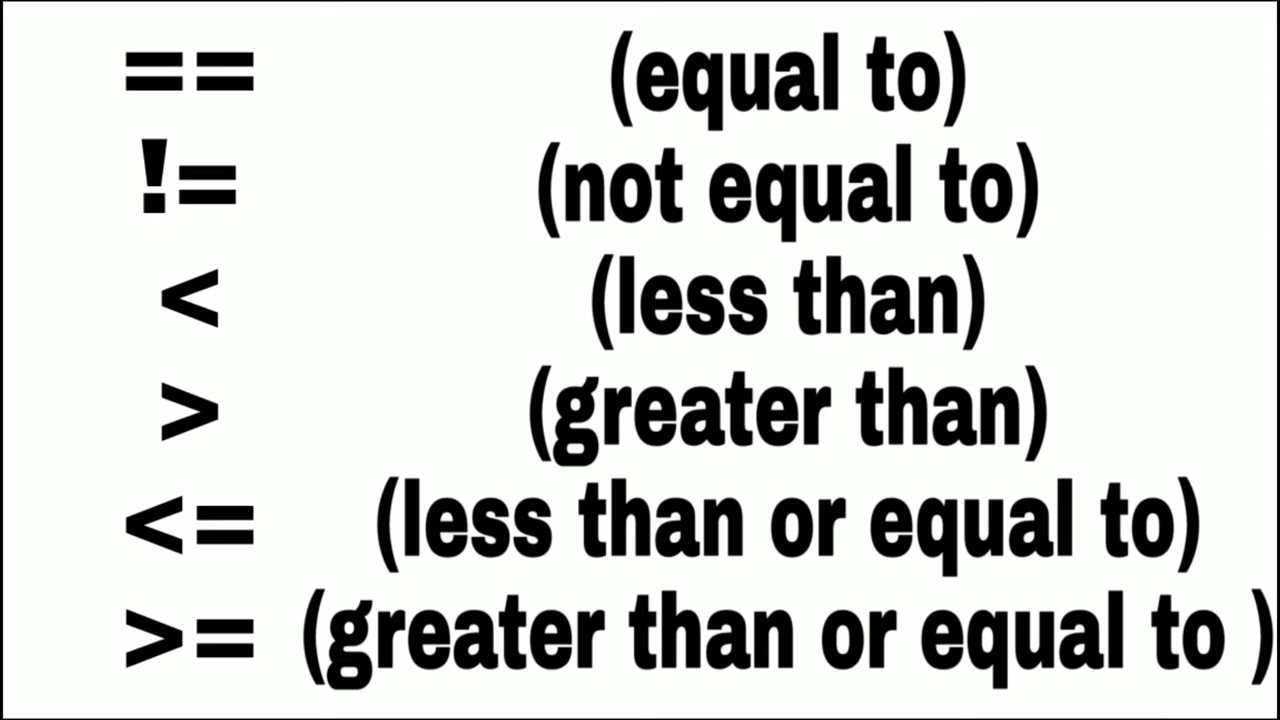 == (equal to)
!= (not equal to)
< (less than)
> (greater than)
<= (less than or equal to)
>= (greater than or equal to )